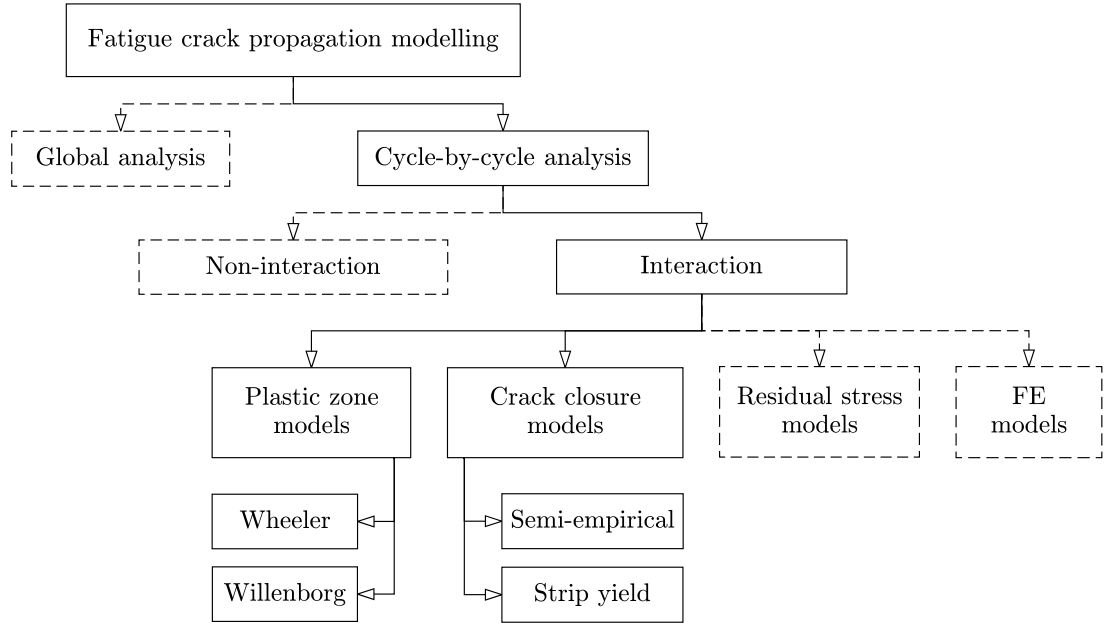 Fatigue crack propagation modelling
Global analysis
Cycle-by-cycle analysis
Non-interaction
Interaction
Plastic zone
models
Crack closure
models
Residual stress
models
FE
models
Wheeler
Semi-empirical
Willenborg
Strip yield